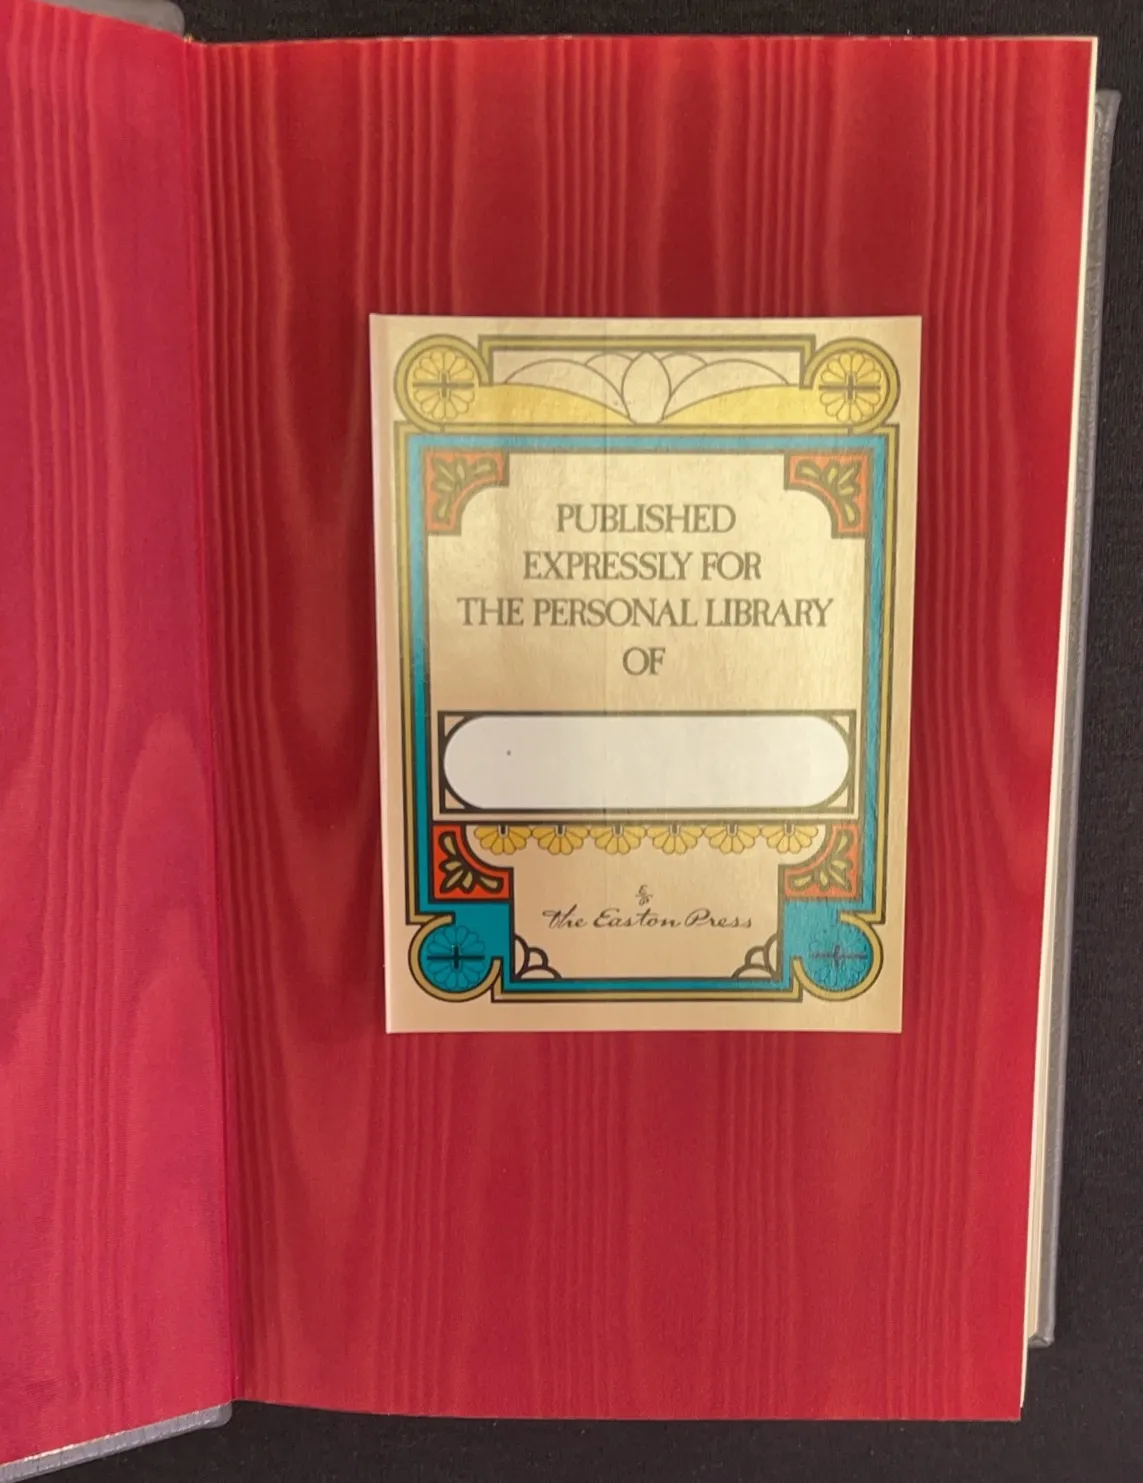 PUBLISHED
EXPRESSLY FOR
THE PERSONAL LIBRARY
OF
E/P
the Easton Press